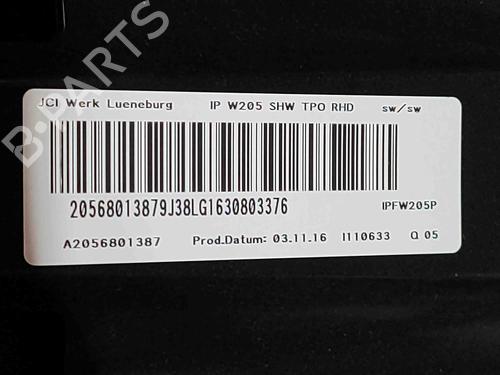 JCI Werk Lueneburg IP W205 SHW TPO RHD sw/sw
20568013879J38LG1630803376 IPFW205P
A2056801387 Prod.Datum: 03.11.16 I110633 Q 05
B-PARTS